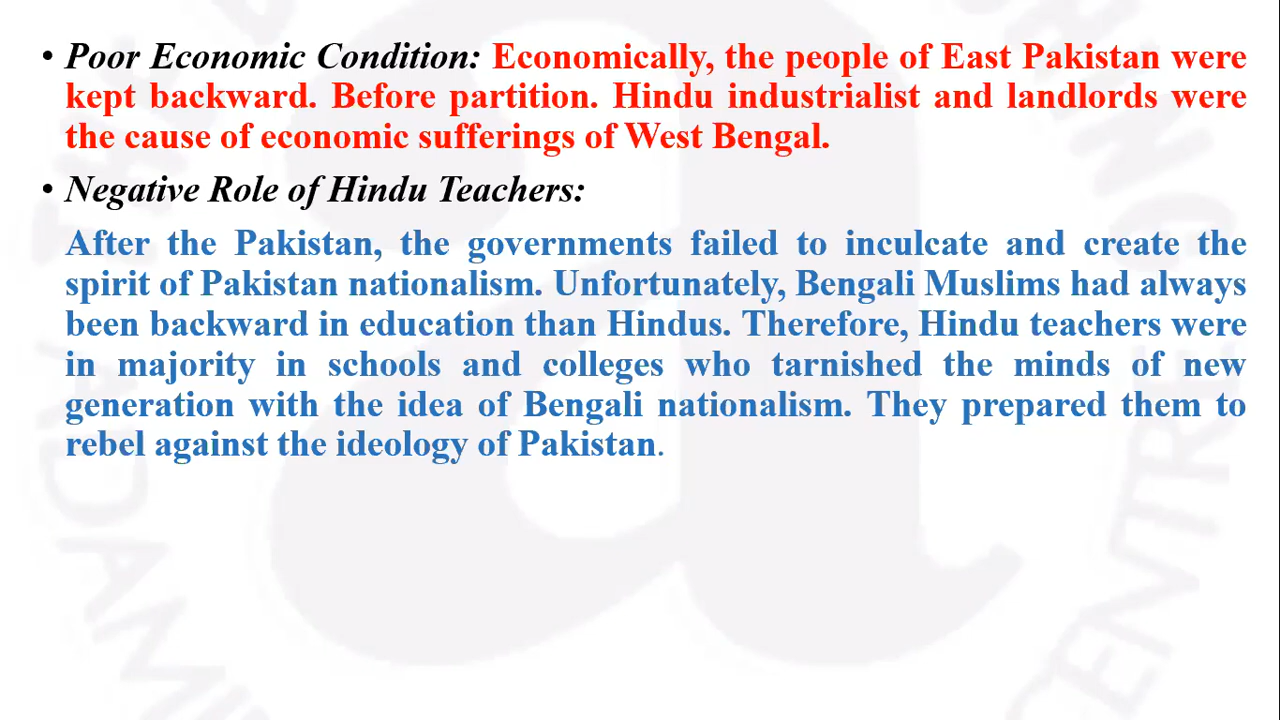 • Poor Economic Condition: Economically, the people of East Pakistan were
kept backward. Before partition. Hindu industrialist and landlords were
the cause of economic sufferings of West Bengal.
• Negative Role of Hindu Teachers:
After the Pakistan, the governments failed to inculcate and create the
spirit of Pakistan nationalism. Unfortunately, Bengali Muslims had always
been backward in education than Hindus. Therefore, Hindu teachers were
in majority in schools and colleges who tarnished the minds of new
generation with the idea of Bengali nationalism. They prepared them to
rebel against the ideology of Pakistan.